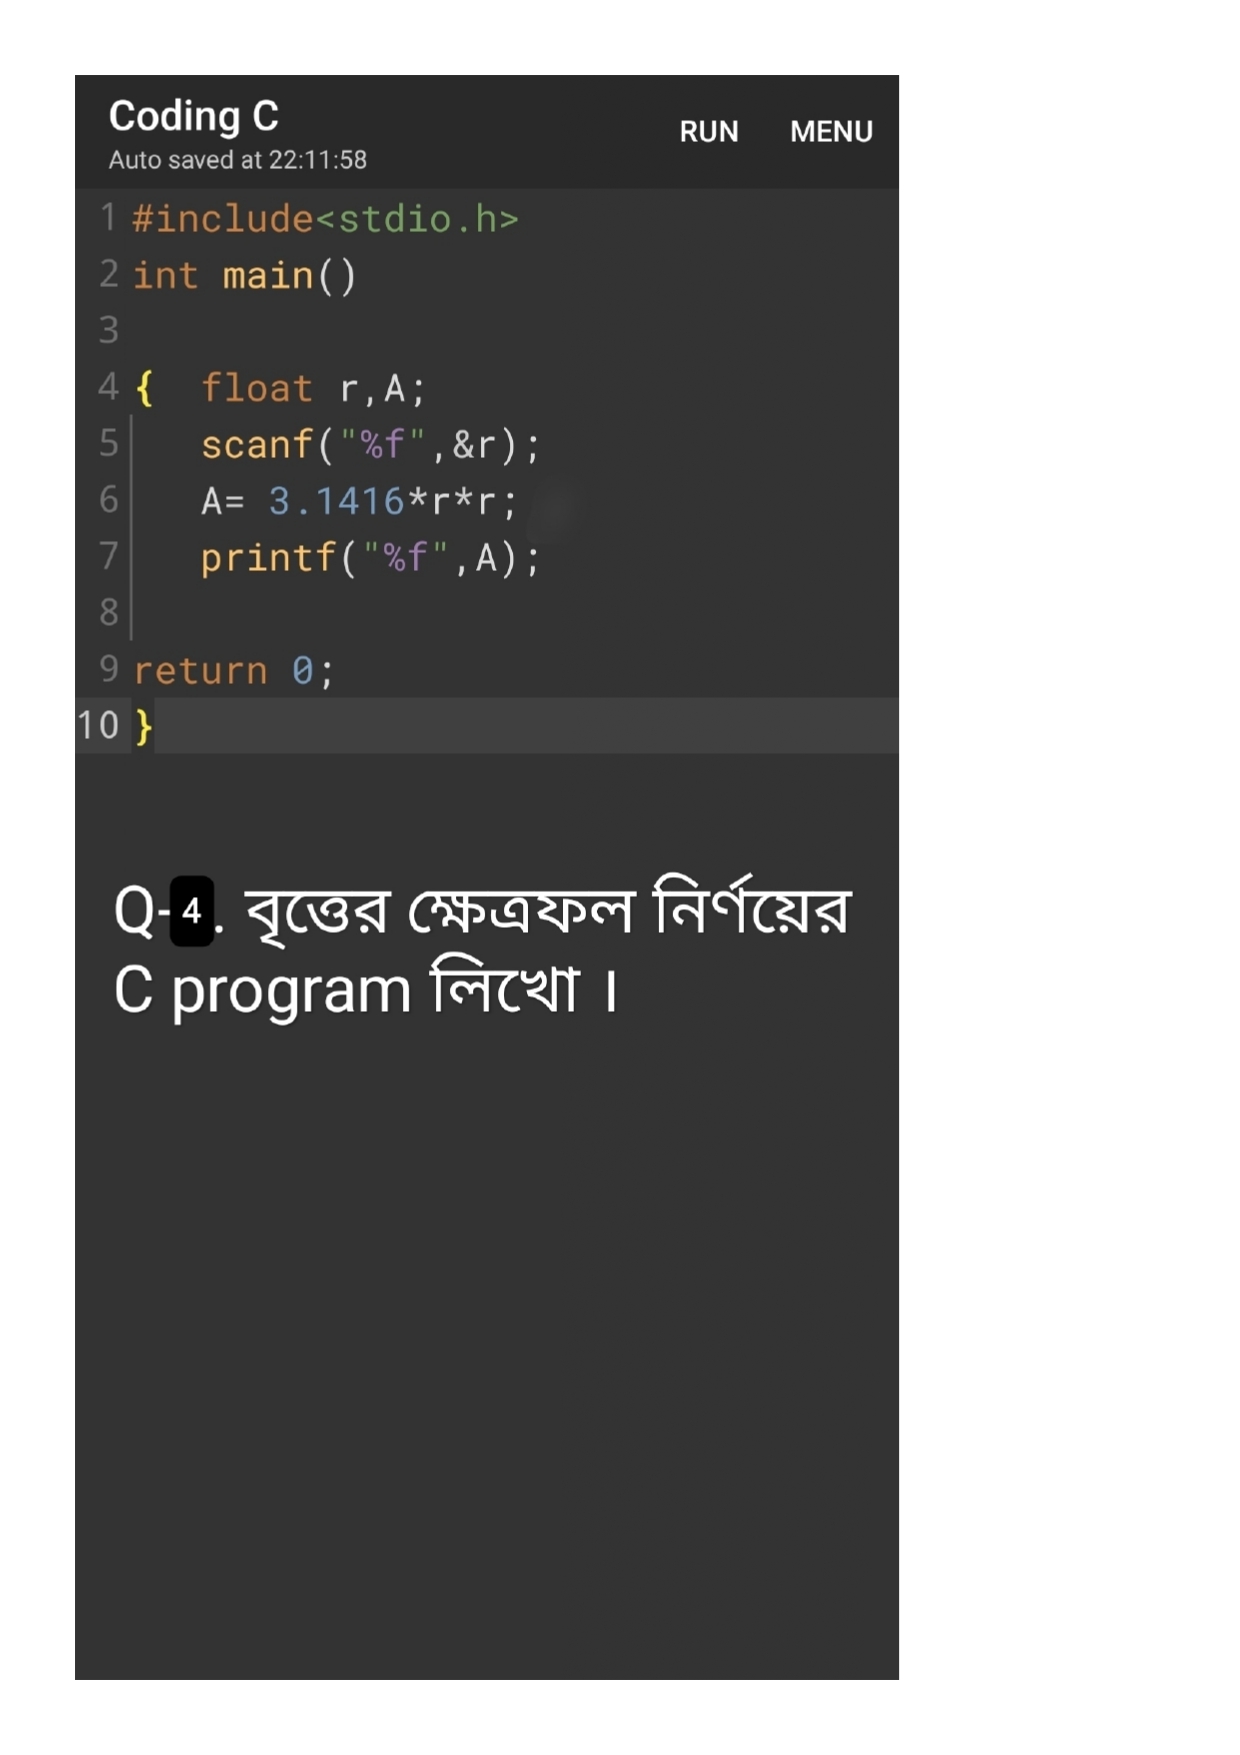 Coding C
RUN MENU
Auto saved at 22:11:58
1 #include<stdio.h>
2 int main()
3
4 {  float r,A;
5    scanf("%f",&r);
6    A= 3.1416*r*r;
7    printf("%f",A);
8
9 return 0;
10 }
Q-4. বৃত্তের ক্ষেত্রফল নির্ণয়ের
C program লিখো ।